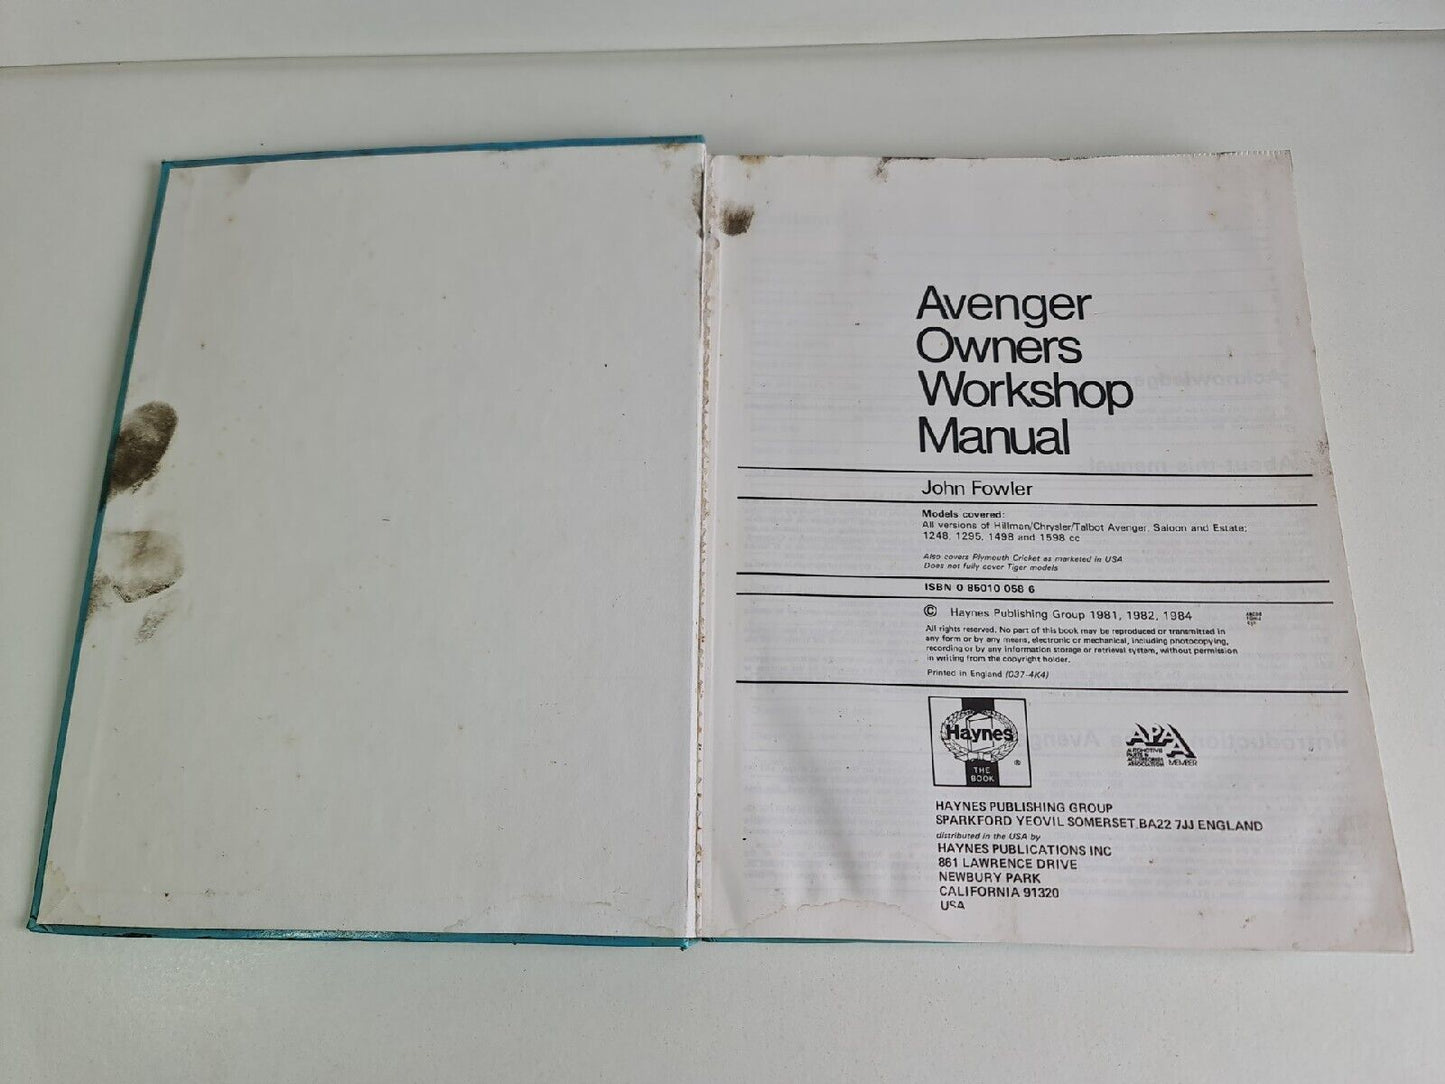 Avenger
Owners
Workshop
Manual
John Fowler
Models covered:
All versions of Hillman/Chrysler/Talbot Avenger, Saloon and Estate;
1248, 1295, 1498 and 1598 cc
Also covers Plymouth Cricket as marketed in USA
Does not fully cover Tiger models
ISBN 0 85010 056 6
© Haynes Publishing Group 1981, 1982, 1984
All rights reserved. No part of this book may be reproduced or transmitted in
any form or by any means, electronic or mechanical, including photocopying,
recording or by any information storage or retrieval system, without permission
in writing from the copyright holder.
Printed in England (037-4K4)
Haynes
®
THE
BOOK
APAA
AUTOMOTIVE
PARTS &
ACCESSORIES
ASSOCIATION MEMBER
HAYNES PUBLISHING GROUP
SPARKFORD YEOVIL SOMERSET BA22 7JJ ENGLAND
distributed in the USA by
HAYNES PUBLICATIONS INC
861 LAWRENCE DRIVE
NEWBURY PARK
CALIFORNIA 91320
USA